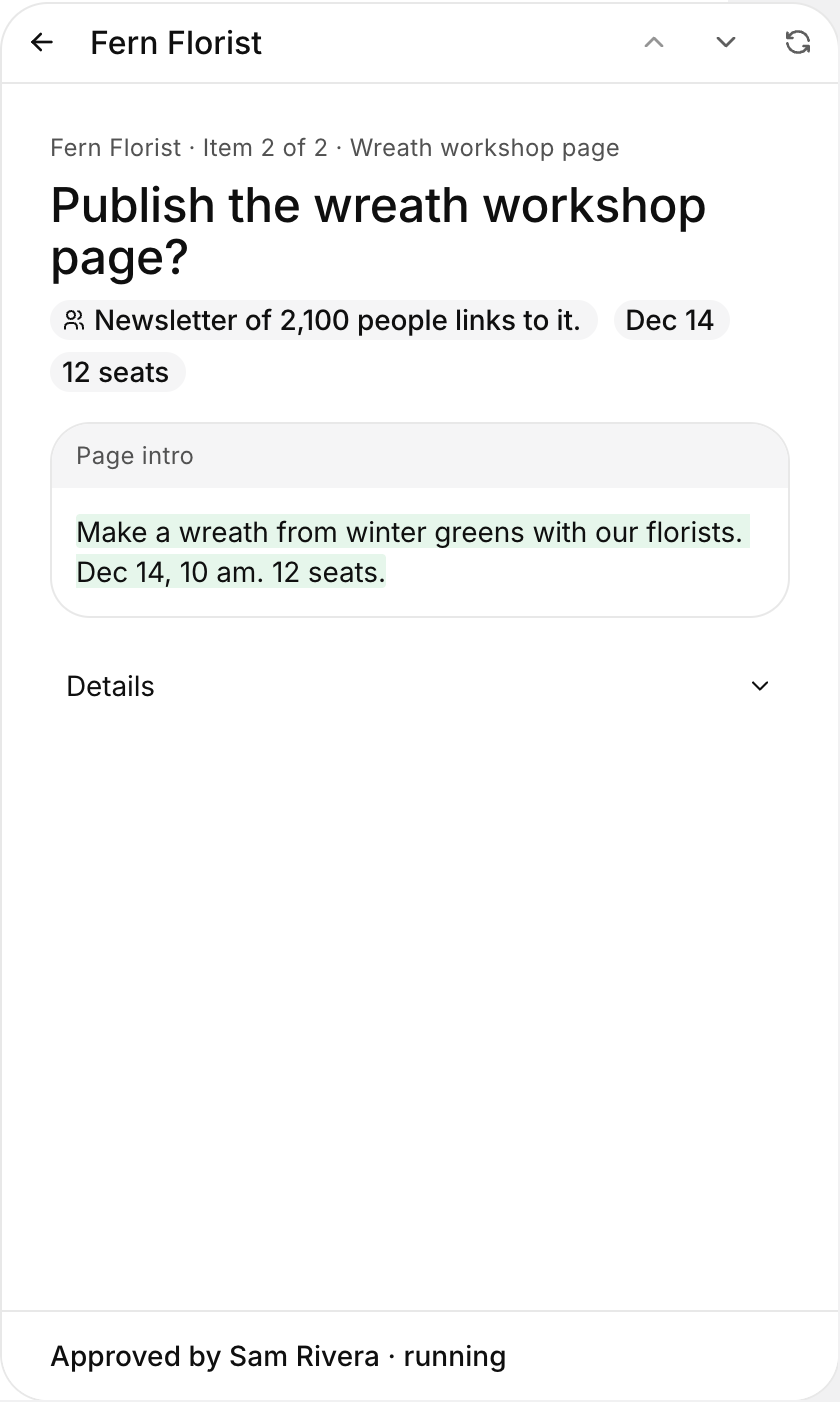 Fern Florist
Fern Florist · Item 2 of 2 · Wreath workshop page
Publish the wreath workshop
page?
Newsletter of 2,100 people links to it.
Dec 14
12 seats
Page intro
Make a wreath from winter greens with our florists.
Dec 14, 10 am. 12 seats.
Details
Approved by Sam Rivera · running